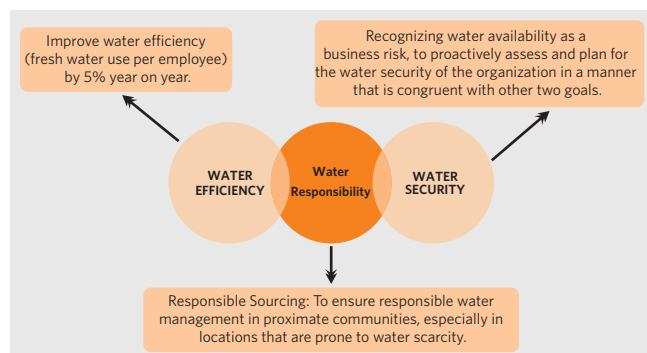 Improve water efficiency
(fresh water use per employee)
by 5% year on year.
Recognizing water availability as a
business risk, to proactively assess and plan for
the water security of the organization in a manner
that is congruent with other two goals.
WATER
EFFICIENCY
Water
Responsibility
WATER
SECURITY
Responsible Sourcing: To ensure responsible water
management in proximate communities, especially in
locations that are prone to water scarcity.